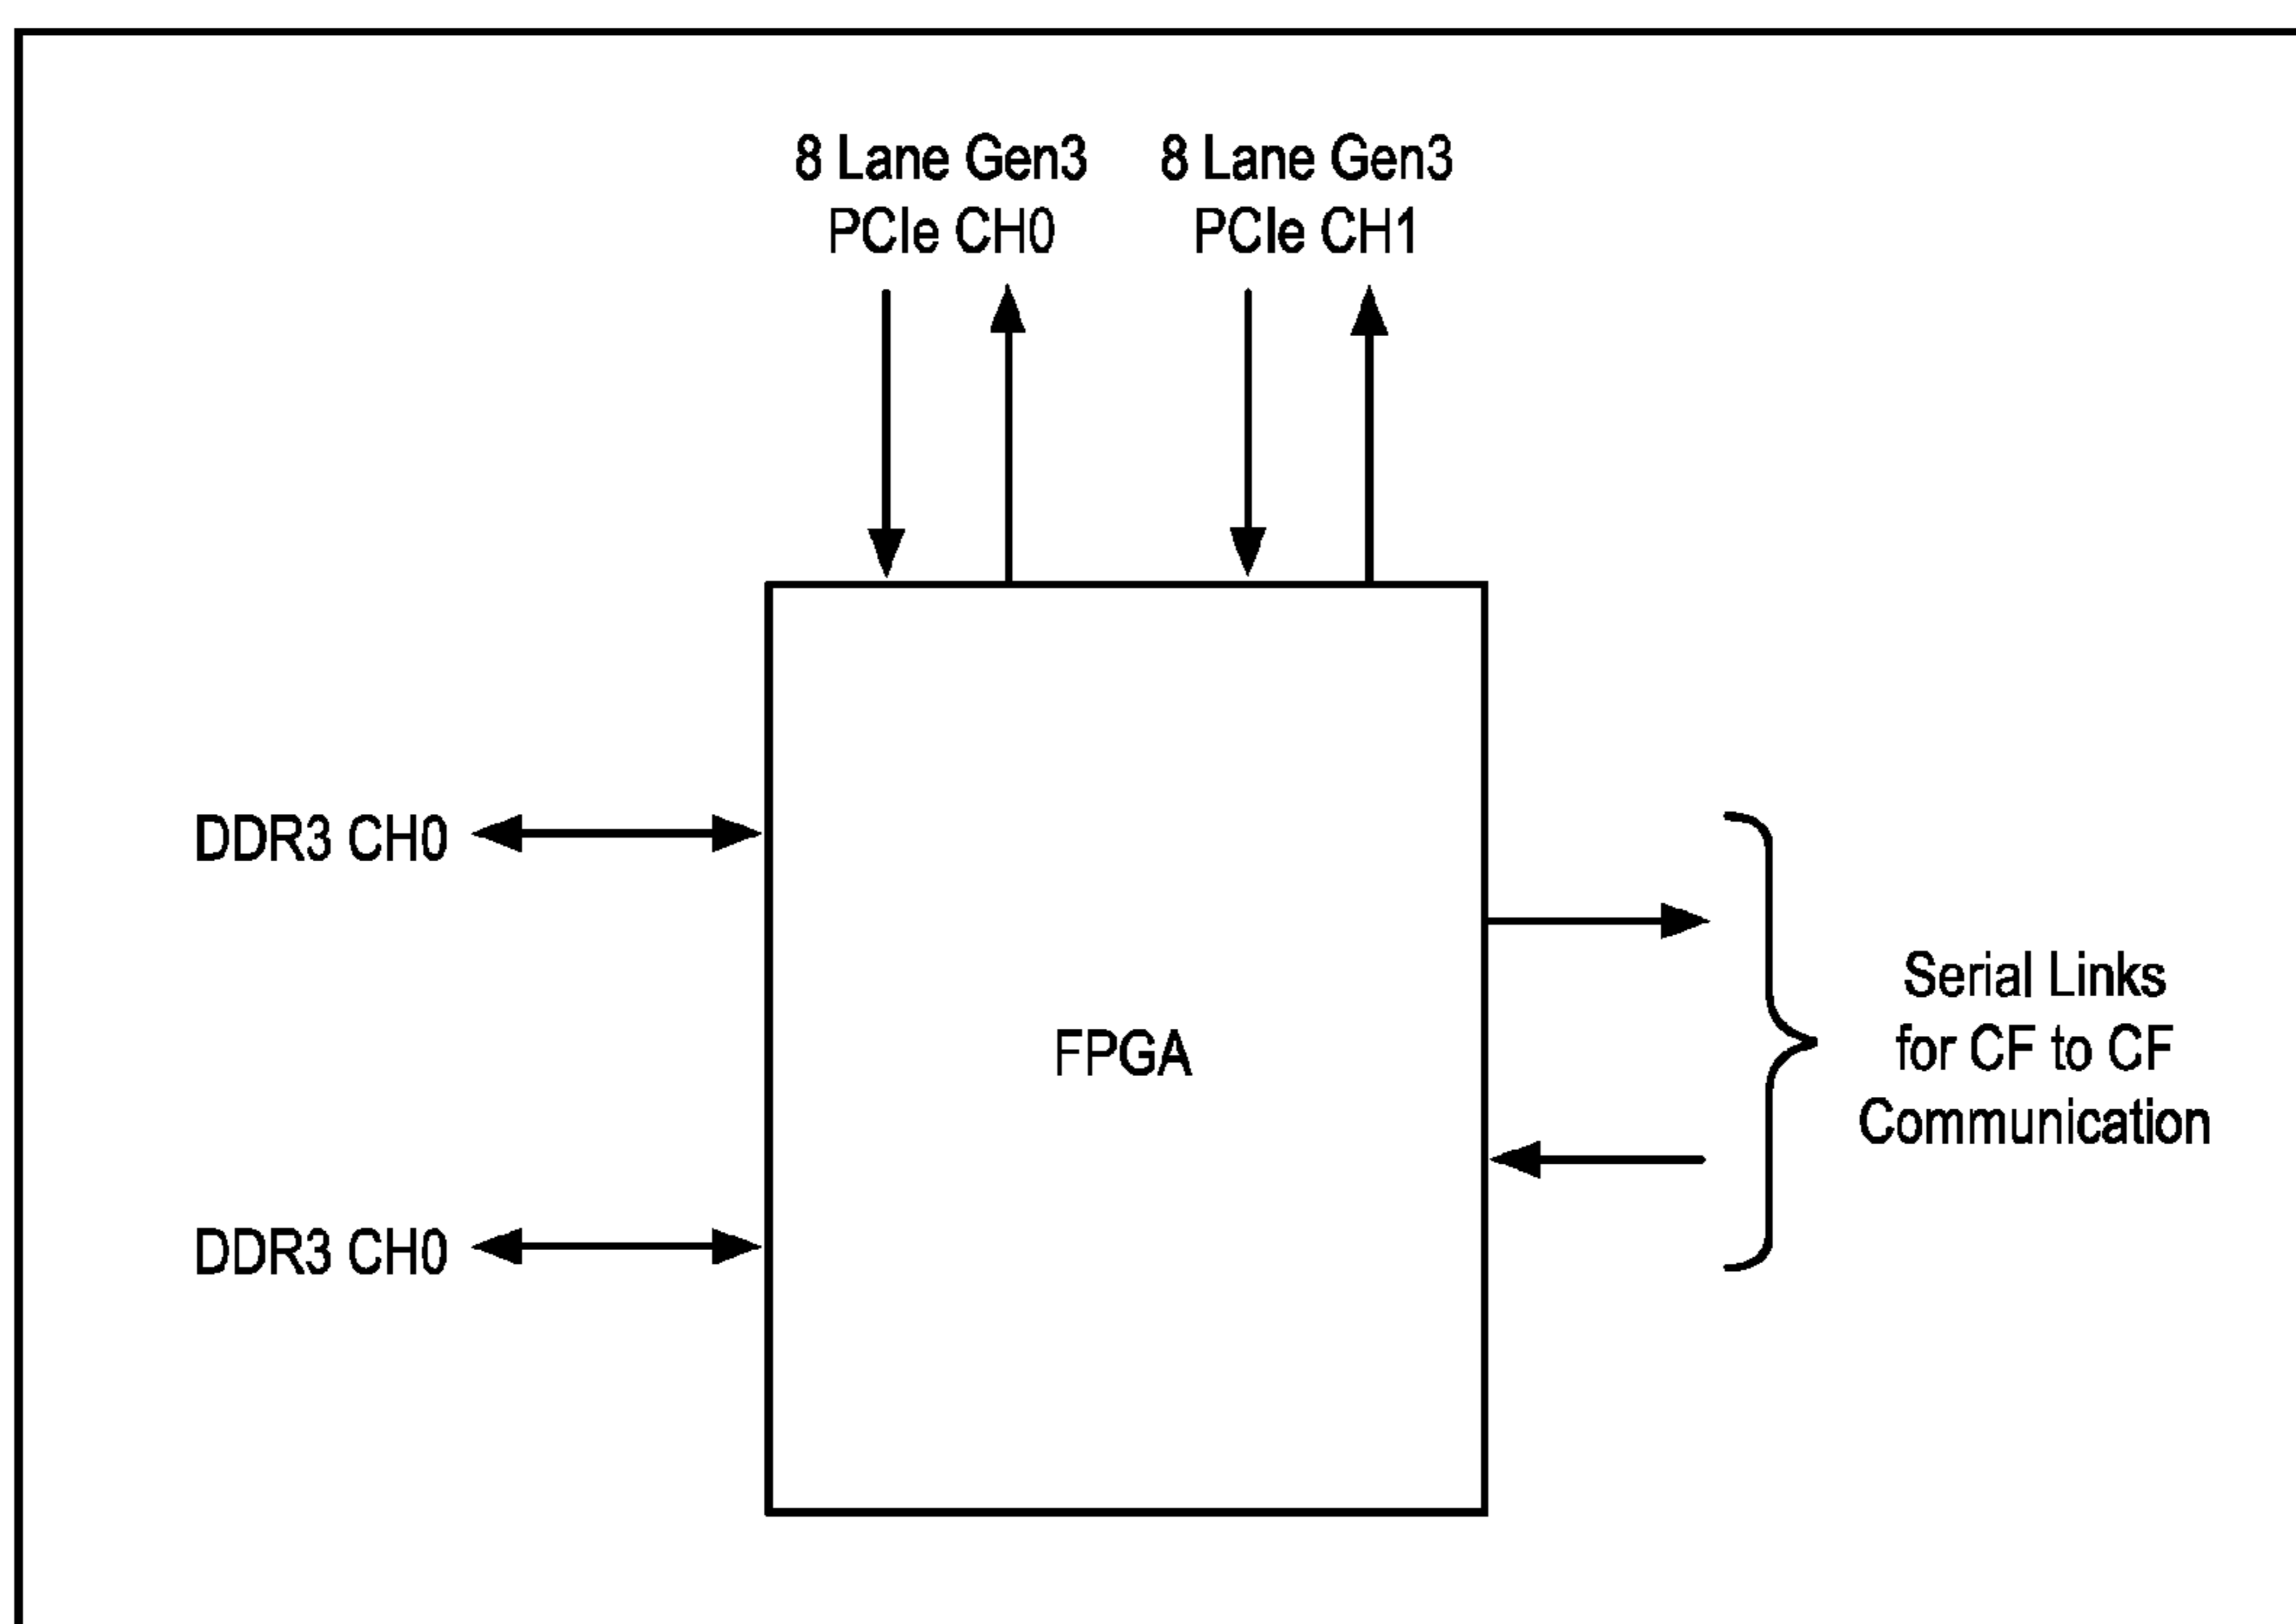 8 Lane Gen3
PCIe CH0
8 Lane Gen3
PCIe CH1
DDR3 CH0
FPGA
DDR3 CH0
Serial Links
for CF to CF
Communication